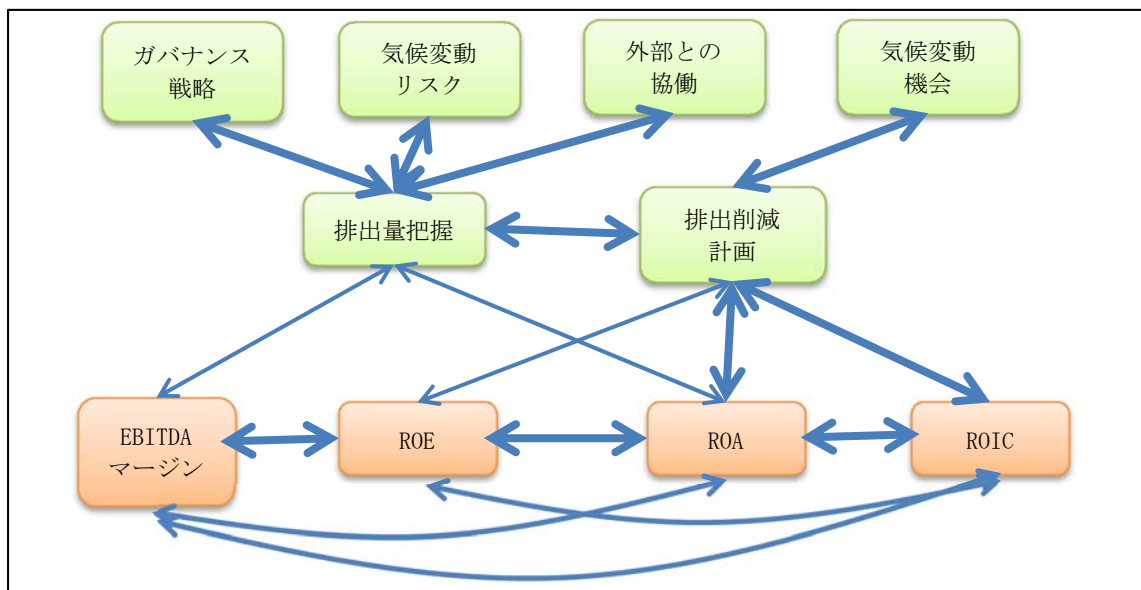 ガバナンス
戦略
気候変動
リスク
外部との
協働
気候変動
機会
排出量把握
排出削減
計画
EBITDA
マージン
ROE
ROA
ROIC